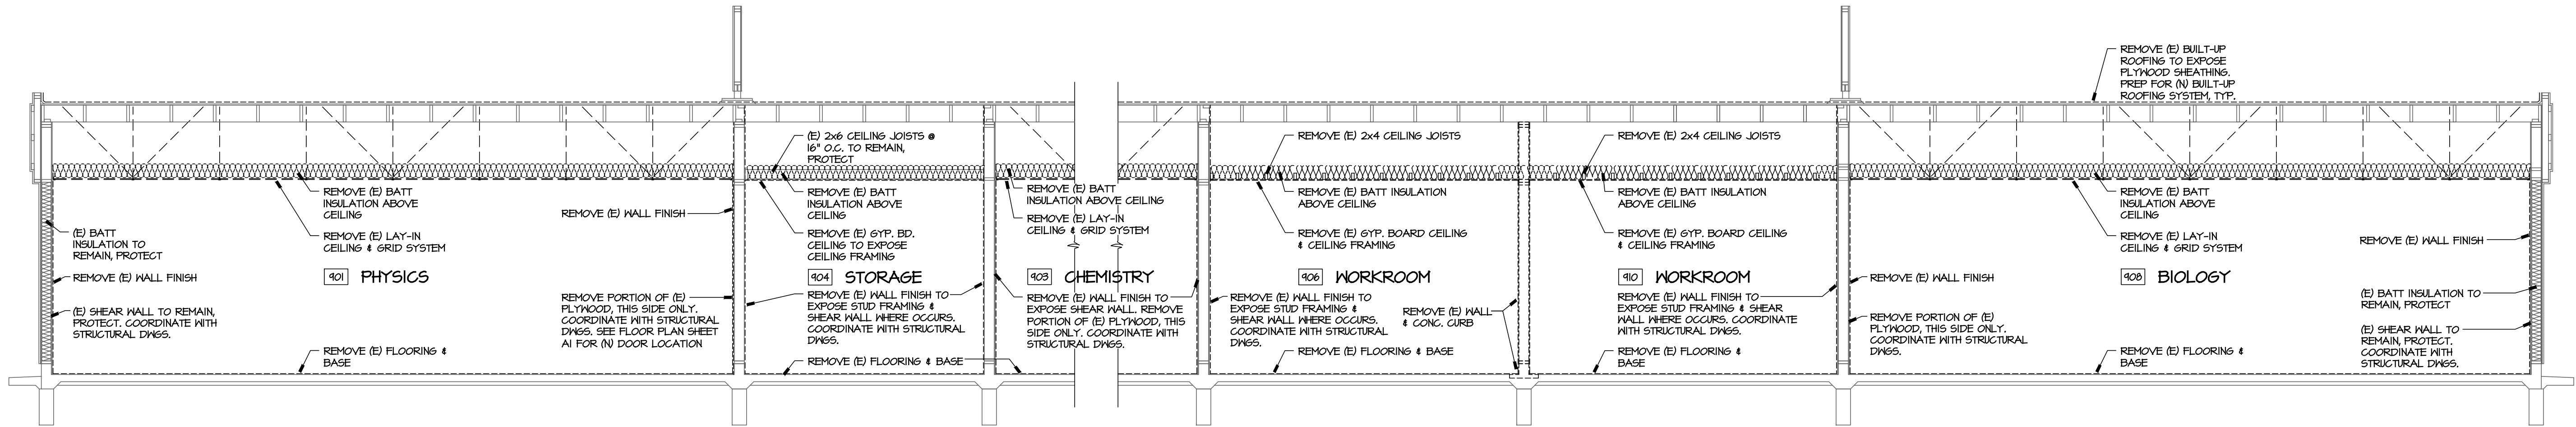 REMOVE (E) BUILT-UP
ROOFING TO EXPOSE
PLYWOOD SHEATHING.
PREP FOR (N) BUILT-UP
ROOFING SYSTEM, TYP.
(E) BATT
INSULATION TO
REMAIN, PROTECT
REMOVE (E) WALL FINISH
(E) SHEAR WALL TO REMAIN,
PROTECT. COORDINATE WITH
STRUCTURAL DWGS.
REMOVE (E) BATT
INSULATION ABOVE
CEILING
REMOVE (E) LAY-IN
CEILING & GRID SYSTEM
901 PHYSICS
REMOVE (E) FLOORING &
BASE
REMOVE (E) WALL FINISH
REMOVE PORTION OF (E)
PLYWOOD, THIS SIDE ONLY.
COORDINATE WITH STRUCTURAL
DWGS. SEE FLOOR PLAN SHEET
A1 FOR (N) DOOR LOCATION
(E) 2x6 CEILING JOISTS @
16" O.C. TO REMAIN,
PROTECT
REMOVE (E) BATT
INSULATION ABOVE
CEILING
REMOVE (E) GYP. BD.
CEILING TO EXPOSE
CEILING FRAMING
904 STORAGE
REMOVE (E) WALL FINISH TO
EXPOSE STUD FRAMING &
SHEAR WALL WHERE OCCURS.
COORDINATE WITH STRUCTURAL
DWGS.
REMOVE (E) FLOORING & BASE
REMOVE (E) BATT
INSULATION ABOVE CEILING
REMOVE (E) LAY-IN
CEILING & GRID SYSTEM
903 CHEMISTRY
REMOVE (E) WALL FINISH TO
EXPOSE SHEAR WALL. REMOVE
PORTION OF (E) PLYWOOD, THIS
SIDE ONLY. COORDINATE WITH
STRUCTURAL DWGS.
REMOVE (E) 2x4 CEILING JOISTS
REMOVE (E) BATT INSULATION
ABOVE CEILING
REMOVE (E) GYP. BOARD CEILING
& CEILING FRAMING
906 WORKROOM
REMOVE (E) WALL FINISH TO
EXPOSE STUD FRAMING &
SHEAR WALL WHERE OCCURS.
COORDINATE WITH STRUCTURAL
DWGS.
REMOVE (E) WALL
& CONC. CURB
REMOVE (E) FLOORING & BASE
REMOVE (E) 2x4 CEILING JOISTS
REMOVE (E) BATT INSULATION
ABOVE CEILING
REMOVE (E) GYP. BOARD CEILING
& CEILING FRAMING
910 WORKROOM
REMOVE (E) WALL FINISH TO
EXPOSE STUD FRAMING & SHEAR
WALL WHERE OCCURS. COORDINATE
WITH STRUCTURAL DWGS.
REMOVE (E) FLOORING &
BASE
REMOVE (E) WALL FINISH
REMOVE PORTION OF (E)
PLYWOOD, THIS SIDE ONLY.
COORDINATE WITH STRUCTURAL
DWGS.
REMOVE (E) BATT
INSULATION ABOVE
CEILING
REMOVE (E) LAY-IN
CEILING & GRID SYSTEM
908 BIOLOGY
REMOVE (E) FLOORING &
BASE
REMOVE (E) WALL FINISH
(E) BATT INSULATION TO
REMAIN, PROTECT
(E) SHEAR WALL TO
REMAIN, PROTECT.
COORDINATE WITH
STRUCTURAL DWGS.